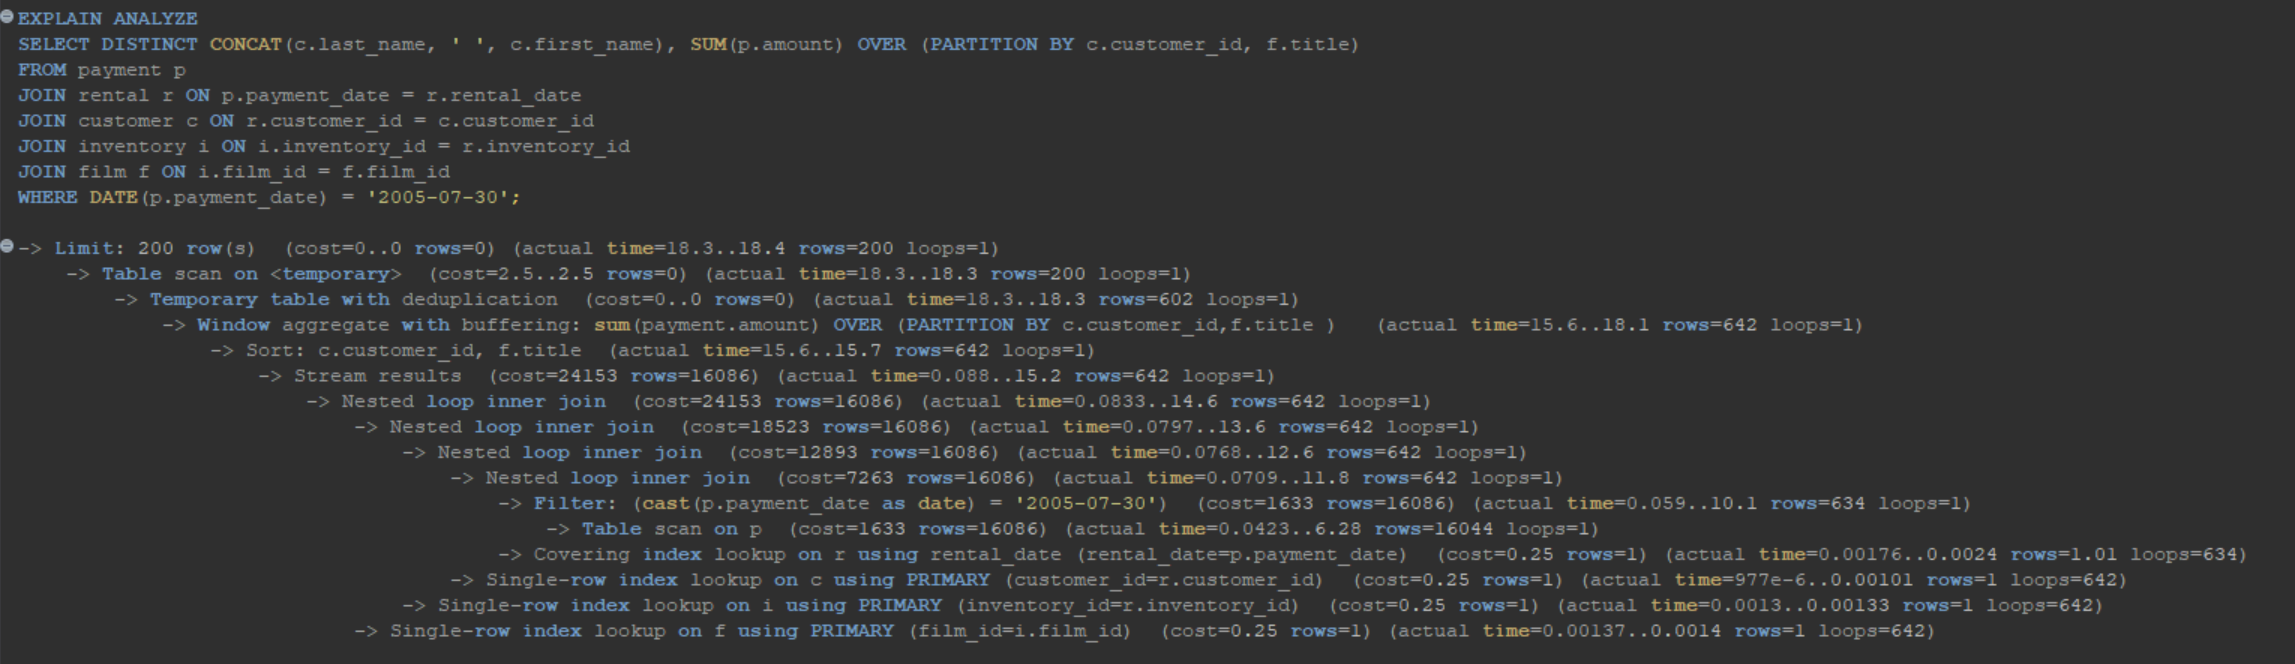 EXPLAIN ANALYZE
SELECT DISTINCT CONCAT(c.last_name, ' ', c.first_name), SUM(p.amount) OVER (PARTITION BY c.customer_id, f.title)
FROM payment p
JOIN rental r ON p.payment_date = r.rental_date
JOIN customer c ON r.customer_id = c.customer_id
JOIN inventory i ON i.inventory_id = r.inventory_id
JOIN film f ON i.film_id = f.film_id
WHERE DATE(p.payment_date) = '2005-07-30';
-> Limit: 200 row(s)  (cost=0..0 rows=0) (actual time=18.3..18.4 rows=200 loops=1)
-> Table scan on <temporary>  (cost=2.5..2.5 rows=0) (actual time=18.3..18.3 rows=200 loops=1)
-> Temporary table with deduplication  (cost=0..0 rows=0) (actual time=18.3..18.3 rows=602 loops=1)
-> Window aggregate with buffering: sum(payment.amount) OVER (PARTITION BY c.customer_id,f.title )   (actual time=15.6..18.1 rows=642 loops=1)
-> Sort: c.customer_id, f.title  (actual time=15.6..15.7 rows=642 loops=1)
-> Stream results  (cost=24153 rows=16086) (actual time=0.088..15.2 rows=642 loops=1)
-> Nested loop inner join  (cost=24153 rows=16086) (actual time=0.0833..14.6 rows=642 loops=1)
-> Nested loop inner join  (cost=18523 rows=16086) (actual time=0.0797..13.6 rows=642 loops=1)
-> Nested loop inner join  (cost=12893 rows=16086) (actual time=0.0768..12.6 rows=642 loops=1)
-> Nested loop inner join  (cost=7263 rows=16086) (actual time=0.0709..11.8 rows=642 loops=1)
-> Filter: (cast(p.payment_date as date) = '2005-07-30')  (cost=1633 rows=16086) (actual time=0.059..10.1 rows=634 loops=1)
-> Table scan on p  (cost=1633 rows=16086) (actual time=0.0423..6.28 rows=16044 loops=1)
-> Covering index lookup on r using rental_date (rental_date=p.payment_date)  (cost=0.25 rows=1) (actual time=0.00176..0.0024 rows=1.01 loops=634)
-> Single-row index lookup on c using PRIMARY (customer_id=r.customer_id)  (cost=0.25 rows=1) (actual time=977e-6..0.00101 rows=1 loops=642)
-> Single-row index lookup on i using PRIMARY (inventory_id=r.inventory_id)  (cost=0.25 rows=1) (actual time=0.0013..0.00133 rows=1 loops=642)
-> Single-row index lookup on f using PRIMARY (film_id=i.film_id)  (cost=0.25 rows=1) (actual time=0.00137..0.0014 rows=1 loops=642)